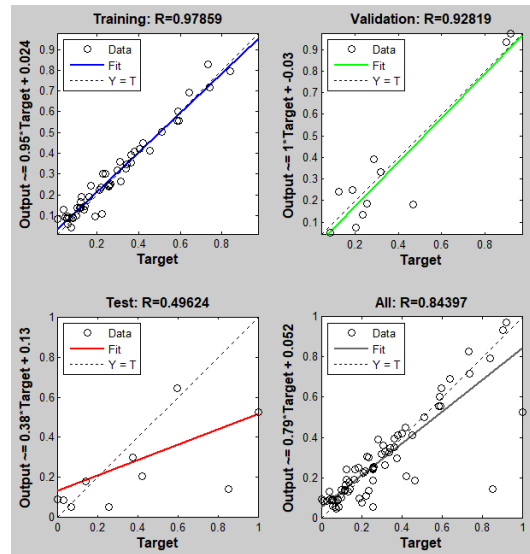 Training: R=0.97859
Output ~= 0.95*Target + 0.024
0.9
0.8
0.7
0.6
0.5
0.4
0.3
0.2
0.1
Data
Fit
Y = T
0.2 0.4 0.6 0.8
Target
Validation: R=0.92819
Output ~= 1*Target + -0.03
0.9
0.8
0.7
0.6
0.5
0.4
0.3
0.2
0.1
Data
Fit
Y = T
0.2 0.4 0.6 0.8
Target
Test: R=0.49624
Output ~= 0.38*Target + 0.13
1
0.8
0.6
0.4
0.2
0
Data
Fit
Y = T
0 0.2 0.4 0.6 0.8 1
Target
All: R=0.84397
Output ~= 0.79*Target + 0.052
1
0.8
0.6
0.4
0.2
0
Data
Fit
Y = T
0 0.2 0.4 0.6 0.8 1
Target